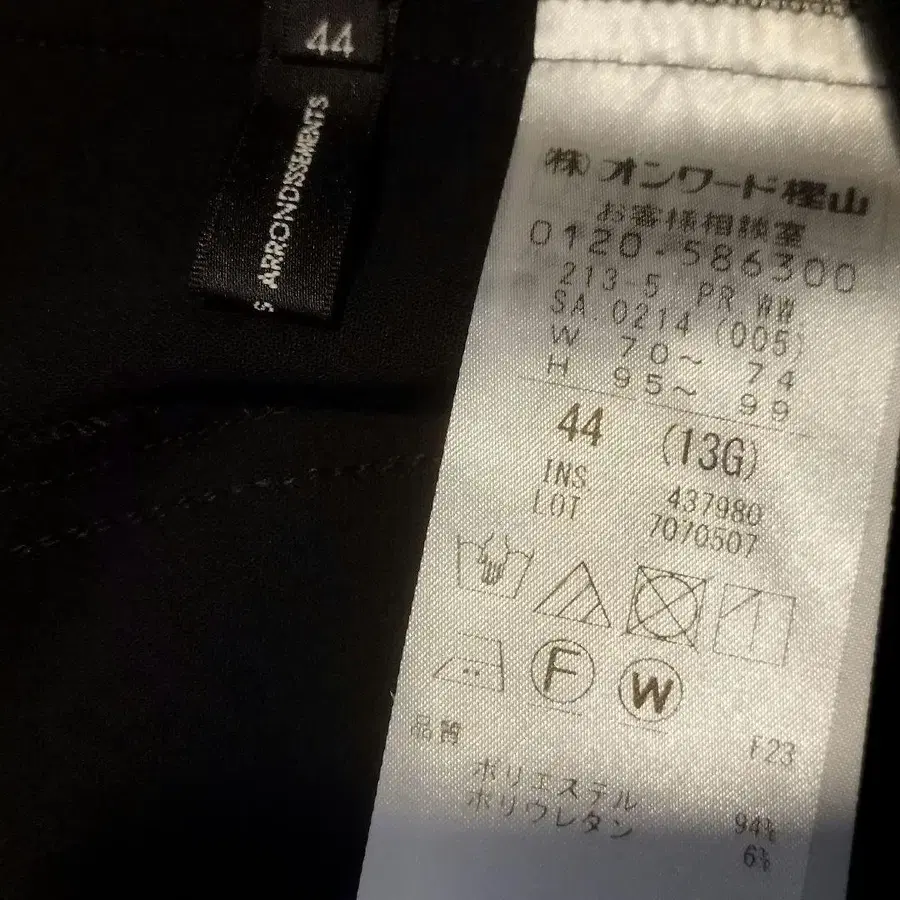 44
S ARRONDISSEMENTS
(株)オンワード樫山
お客様相談室
0120-586300
213-5 PR
SA.0214 (005)
W 70～ 74
H 95～ 99
44 (13G)
INS 437980
LOT 7070507
F
W
品質 F23
ポリエステル 94%
ポリウレタン 6%